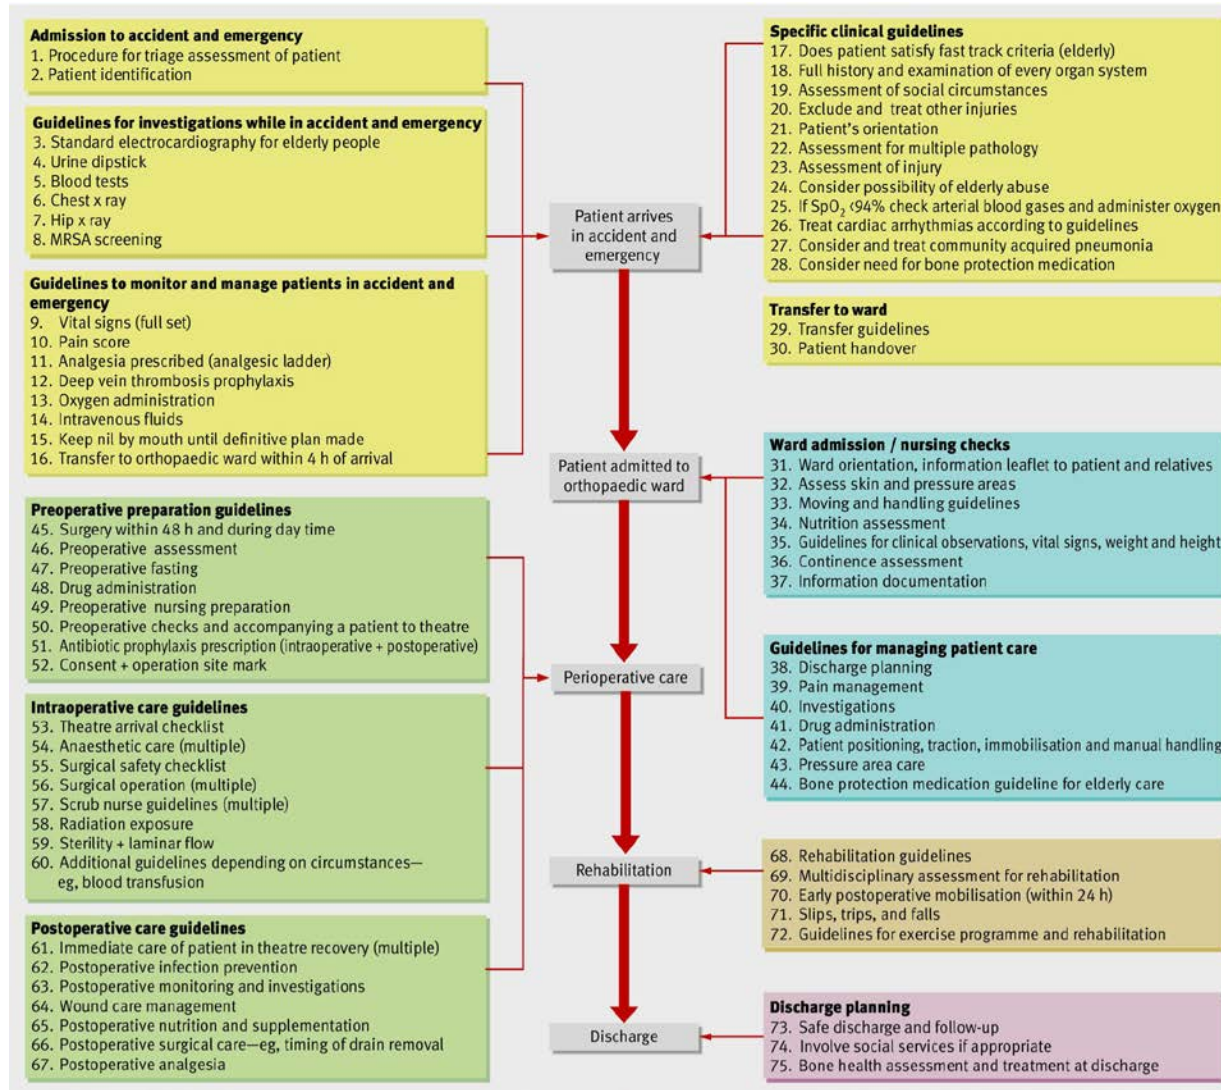 Admission to accident and emergency
1. Procedure for triage assessment of patient
2. Patient identification
Guidelines for investigations while in accident and emergency
3. Standard electrocardiography for elderly people
4. Urine dipstick
5. Blood tests
6. Chest x ray
7. Hip x ray
8. MRSA screening
Guidelines to monitor and manage patients in accident and
emergency
9. Vital signs (full set)
10. Pain score
11. Analgesia prescribed (analgesic ladder)
12. Deep vein thrombosis prophylaxis
13. Oxygen administration
14. Intravenous fluids
15. Keep nil by mouth until definitive plan made
16. Transfer to orthopaedic ward within 4 h of arrival
Patient arrives
in accident and
emergency
Specific clinical guidelines
17. Does patient satisfy fast track criteria (elderly)
18. Full history and examination of every organ system
19. Assessment of social circumstances
20. Exclude and treat other injuries
21. Patient's orientation
22. Assessment for multiple pathology
23. Assessment of injury
24. Consider possibility of elderly abuse
25. If SpO₂ <94% check arterial blood gases and administer oxygen
26. Treat cardiac arrhythmias according to guidelines
27. Consider and treat community acquired pneumonia
28. Consider need for bone protection medication
Transfer to ward
29. Transfer guidelines
30. Patient handover
Patient admitted to
orthopaedic ward
Ward admission / nursing checks
31. Ward orientation, information leaflet to patient and relatives
32. Assess skin and pressure areas
33. Moving and handling guidelines
34. Nutrition assessment
35. Guidelines for clinical observations, vital signs, weight and height
36. Continence assessment
37. Information documentation
Guidelines for managing patient care
38. Discharge planning
39. Pain management
40. Investigations
41. Drug administration
42. Patient positioning, traction, immobilisation and manual handling
43. Pressure area care
44. Bone protection medication guideline for elderly care
Preoperative preparation guidelines
45. Surgery within 48 h and during day time
46. Preoperative assessment
47. Preoperative fasting
48. Drug administration
49. Preoperative nursing preparation
50. Preoperative checks and accompanying a patient to theatre
51. Antibiotic prophylaxis prescription (intraoperative + postoperative)
52. Consent + operation site mark
Perioperative care
Intraoperative care guidelines
53. Theatre arrival checklist
54. Anaesthetic care (multiple)
55. Surgical safety checklist
56. Surgical operation (multiple)
57. Scrub nurse guidelines (multiple)
58. Radiation exposure
59. Sterility + laminar flow
60. Additional guidelines depending on circumstances—
eg, blood transfusion
Postoperative care guidelines
61. Immediate care of patient in theatre recovery (multiple)
62. Postoperative infection prevention
63. Postoperative monitoring and investigations
64. Wound care management
65. Postoperative nutrition and supplementation
66. Postoperative surgical care—eg, timing of drain removal
67. Postoperative analgesia
Rehabilitation
68. Rehabilitation guidelines
69. Multidisciplinary assessment for rehabilitation
70. Early postoperative mobilisation (within 24 h)
71. Slips, trips, and falls
72. Guidelines for exercise programme and rehabilitation
Discharge
Discharge planning
73. Safe discharge and follow-up
74. Involve social services if appropriate
75. Bone health assessment and treatment at discharge